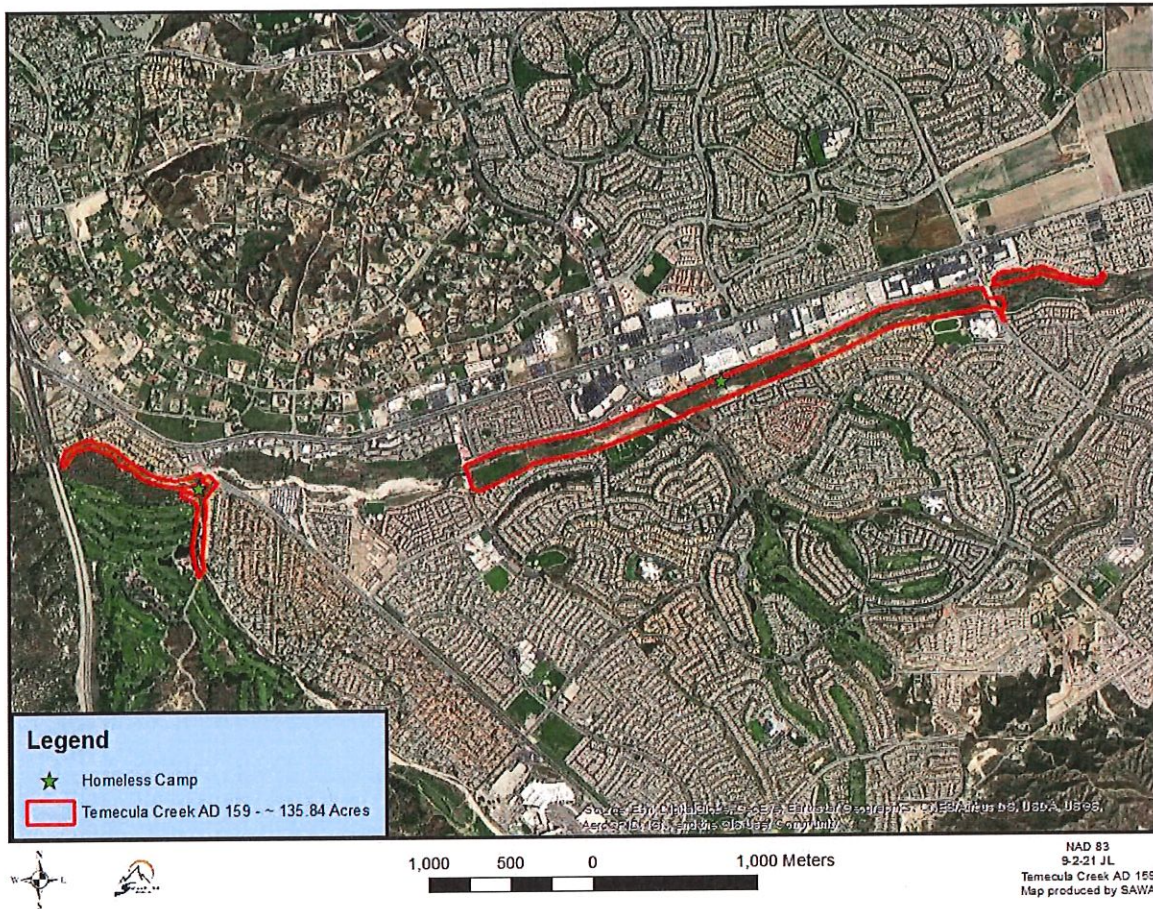 Legend
Homeless Camp
Temecula Creek AD 159 - ~ 135.84 Acres
N
W
S
1,000 500 0 1,000 Meters
NAD 83
9-2-21 JL
Temecula Creek AD 159
Map produced by SAWA